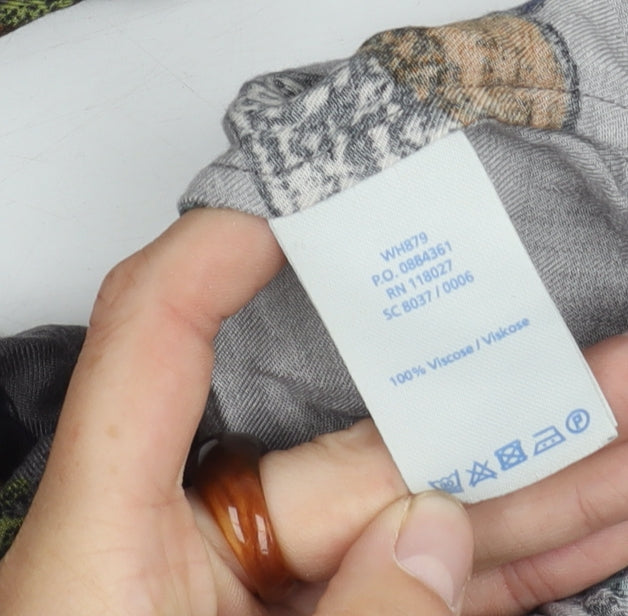 WH879
P.O. 0884361
RN 118027
SC 8037 / 0006
100% Viscose / Viskose
P